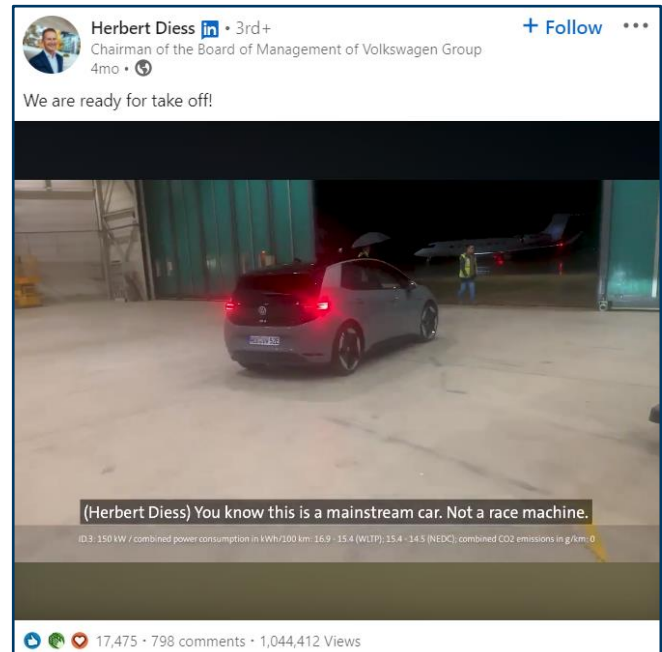 Herbert Diess in • 3rd+
+ Follow
Chairman of the Board of Management of Volkswagen Group
4mo •
We are ready for take off!
(Herbert Diess) You know this is a mainstream car. Not a race machine.
ID.3: 150 kW / combined power consumption in kWh/100 km: 16.9 - 15.4 (WLTP); 15.4 - 14.5 (NEDC); combined CO2 emissions in g/km: 0
17,475 • 798 comments • 1,044,412 Views